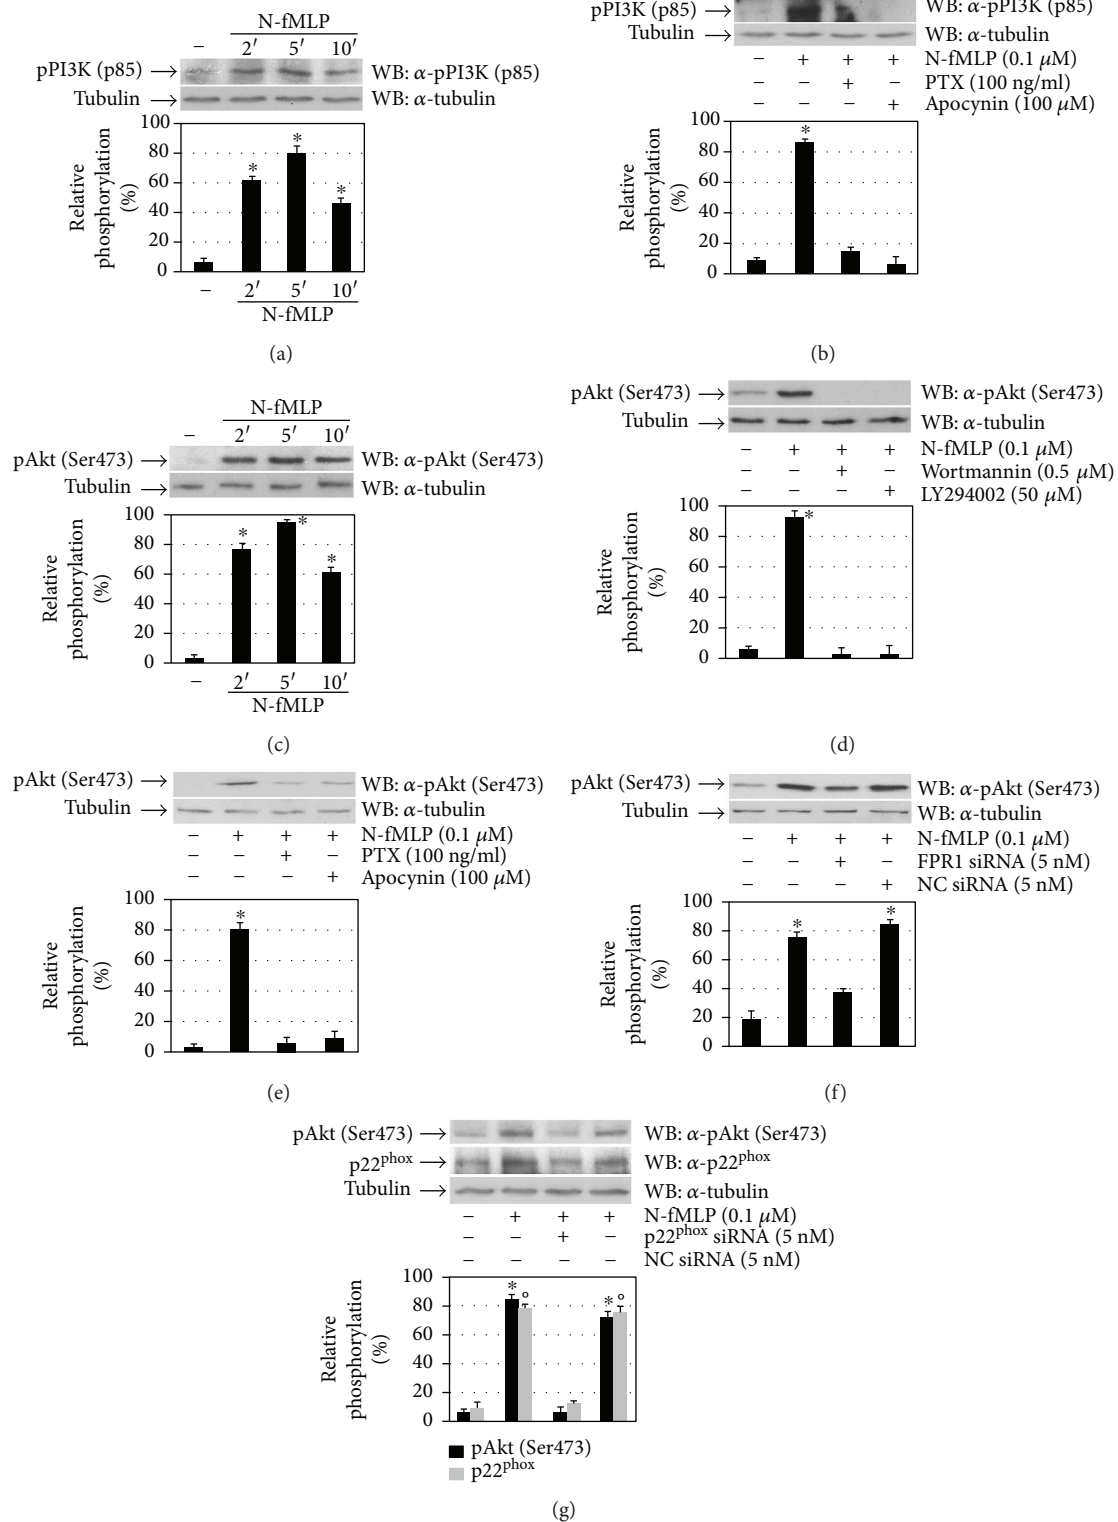 N-fMLP
− 2′ 5′ 10′
pPI3K (p85) → WB: α-pPI3K (p85)
Tubulin → WB: α-tubulin
100
80
60
40
20
0
Relative phosphorylation (%)
* * *
− 2′ 5′ 10′
N-fMLP
(a)
pPI3K (p85) → WB: α-pPI3K (p85)
Tubulin → WB: α-tubulin
− + + + N-fMLP (0.1 μM)
− − + − PTX (100 ng/ml)
− − − + Apocynin (100 μM)
100
80
60
40
20
0
Relative phosphorylation (%)
*
(b)
N-fMLP
− 2′ 5′ 10′
pAkt (Ser473) → WB: α-pAkt (Ser473)
Tubulin → WB: α-tubulin
100
80
60
40
20
0
Relative phosphorylation (%)
* * *
− 2′ 5′ 10′
N-fMLP
(c)
pAkt (Ser473) → WB: α-pAkt (Ser473)
Tubulin → WB: α-tubulin
− + + + N-fMLP (0.1 μM)
− − + − Wortmannin (0.5 μM)
− − − + LY294002 (50 μM)
100
80
60
40
20
0
Relative phosphorylation (%)
*
(d)
pAkt (Ser473) → WB: α-pAkt (Ser473)
Tubulin → WB: α-tubulin
− + + + N-fMLP (0.1 μM)
− − + − PTX (100 ng/ml)
− − − + Apocynin (100 μM)
100
80
60
40
20
0
Relative phosphorylation (%)
*
(e)
pAkt (Ser473) → WB: α-pAkt (Ser473)
Tubulin → WB: α-tubulin
− + + + N-fMLP (0.1 μM)
− − + − FPR1 siRNA (5 nM)
− − − + NC siRNA (5 nM)
100
80
60
40
20
0
Relative phosphorylation (%)
* *
(f)
pAkt (Ser473) → WB: α-pAkt (Ser473)
p22phox → WB: α-p22phox
Tubulin → WB: α-tubulin
− + + + N-fMLP (0.1 μM)
− − + − p22phox siRNA (5 nM)
− − − − NC siRNA (5 nM)
100
80
60
40
20
0
Relative phosphorylation (%)
* ° * °
pAkt (Ser473)
p22phox
(g)